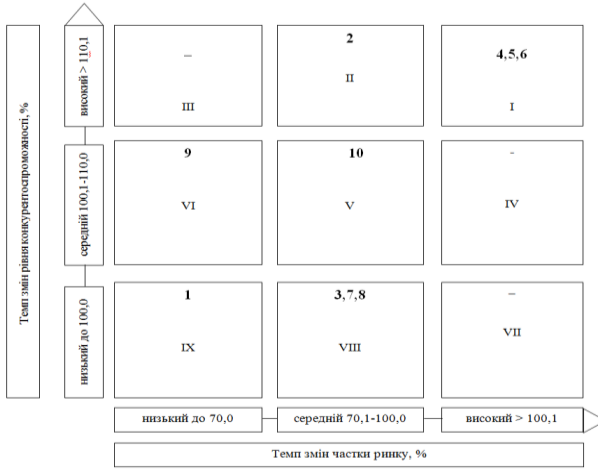 Темп зміни рівня конкурентоспроможності, %
високий > 110,1
–
III
2
II
4,5,6
I
середній 100,1-110,0
9
VI
10
V
-
IV
низький до 100,0
1
IX
3,7,8
VIII
–
VII
низький до 70,0
середній 70,1-100,0
високий > 100,1
Темп змін частки ринку, %